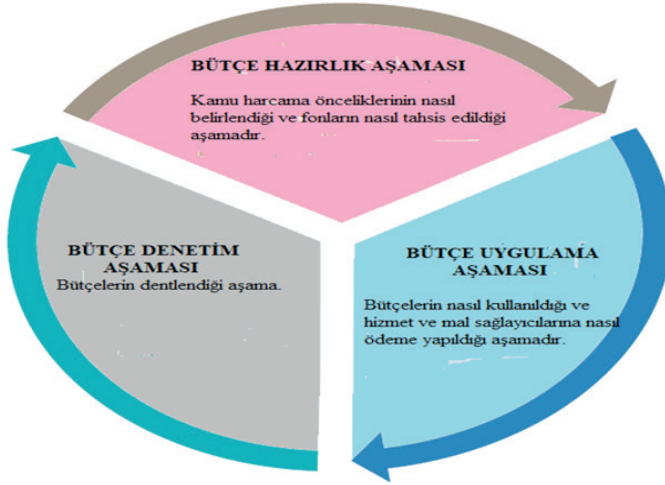 BÜTÇE HAZIRLIK AŞAMASI
Kamu harcama önceliklerinin nasıl
belirlendiği ve fonların nasıl tahsis edildiği
aşamadır.
BÜTÇE UYGULAMA
AŞAMASI
Bütçelerin nasıl kullanıldığı ve
hizmet ve mal sağlayıcılarına nasıl
ödeme yapıldığı aşamadır.
BÜTÇE DENETİM
AŞAMASI
Bütçelerin dentlendiği aşama.